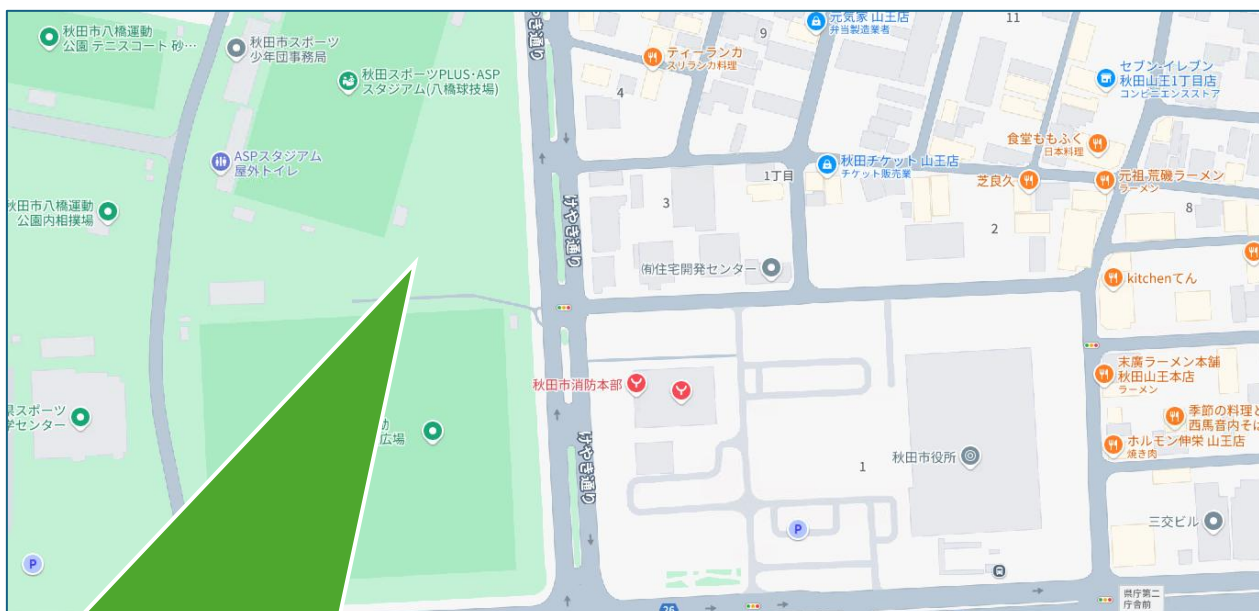 秋田市八橋運動
公園 テニスコート 砂…
秋田市スポーツ
少年団事務局
秋田スポーツPLUS・ASP
スタジアム(八橋球技場)
ASPスタジアム
屋外トイレ
秋田市八橋運動
公園内相撲場
県スポーツ
学センター
動
広場
P
けやき通り
けやき通り
けやき通り
元気家 山王店
弁当製造業者
ティーランカ
スリランカ料理
9
11
4
セブン-イレブン
秋田山王1丁目店
コンビニエンスストア
食堂ももふく
日本料理
秋田チケット 山王店
チケット販売業
1丁目
芝良久
元祖 荒磯ラーメン
ラーメン
3
2
8
㈲住宅開発センター
kitchenてん
秋田市消防本部
末廣ラーメン本舗
秋田山王本店
ラーメン
季節の料理と
西馬音内そば
ホルモン伸栄 山王店
焼き肉
1
秋田市役所
三交ビル
P
26
県庁第二
庁舎前